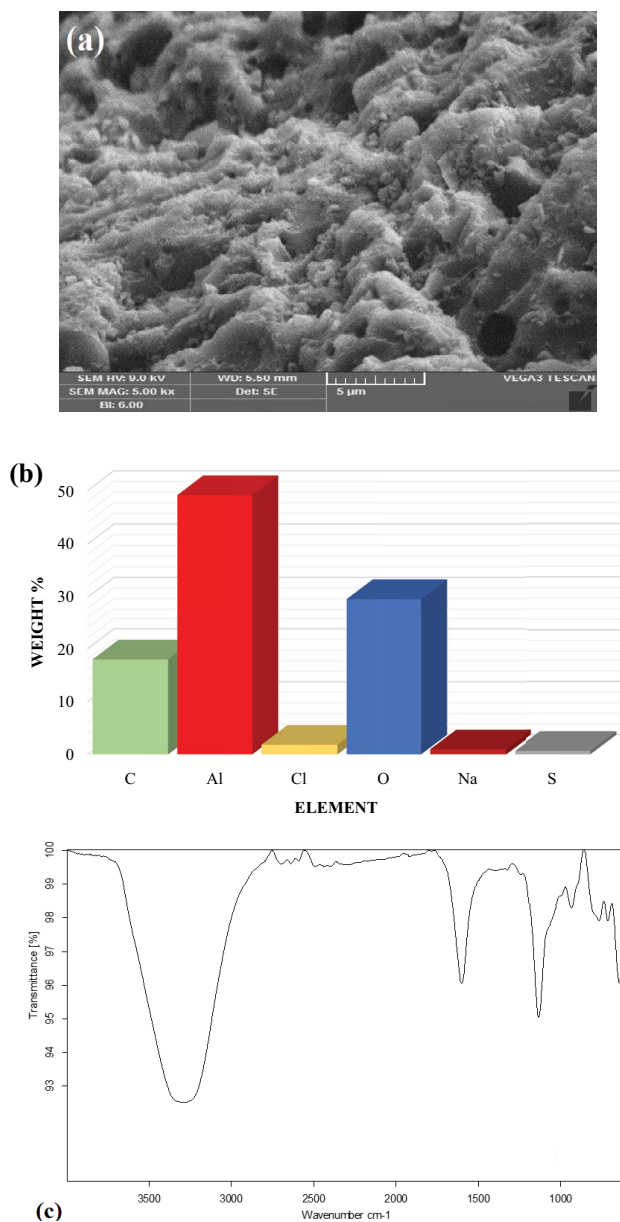 (a)
SEM HV: 9.0 kV WD: 5.50 mm VEGA3 TESCAN
SEM MAG: 5.00 kx Det: SE 5 µm
BI: 6.00
(b)
50
40
30
20
10
0
WEIGHT %
C Al Cl O Na S
ELEMENT
100
99
98
97
96
95
94
93
Transmittance [%]
3500 3000 2500 2000 1500 1000
Wavenumber cm-1
(c)